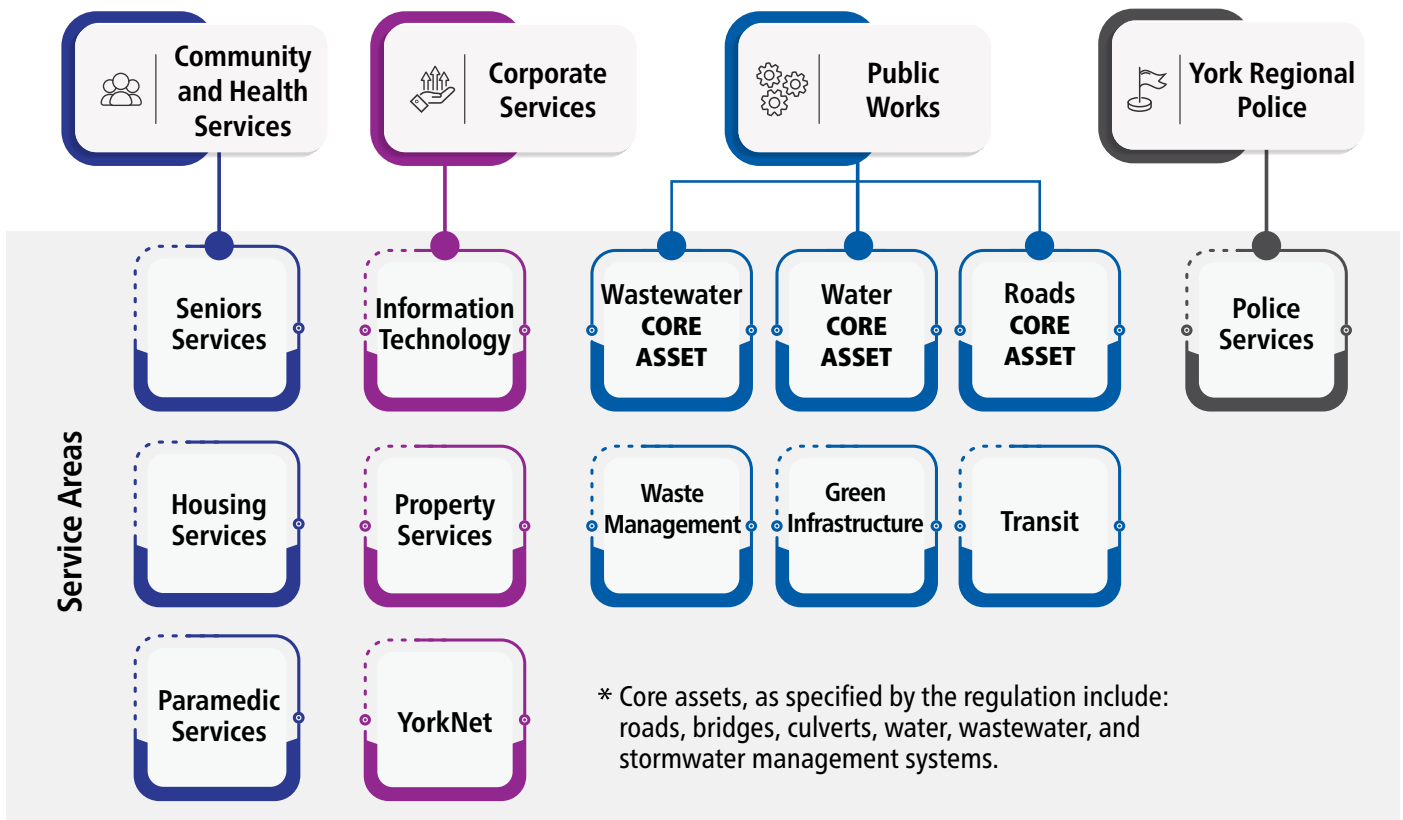 Community
and Health
Services
Corporate
Services
Public
Works
York Regional
Police
Service Areas
Seniors
Services
Information
Technology
Wastewater
CORE
ASSET
Water
CORE
ASSET
Roads
CORE
ASSET
Police
Services
Housing
Services
Property
Services
Waste
Management
Green
Infrastructure
Transit
Paramedic
Services
YorkNet
* Core assets, as specified by the regulation include:
roads, bridges, culverts, water, wastewater, and
stormwater management systems.